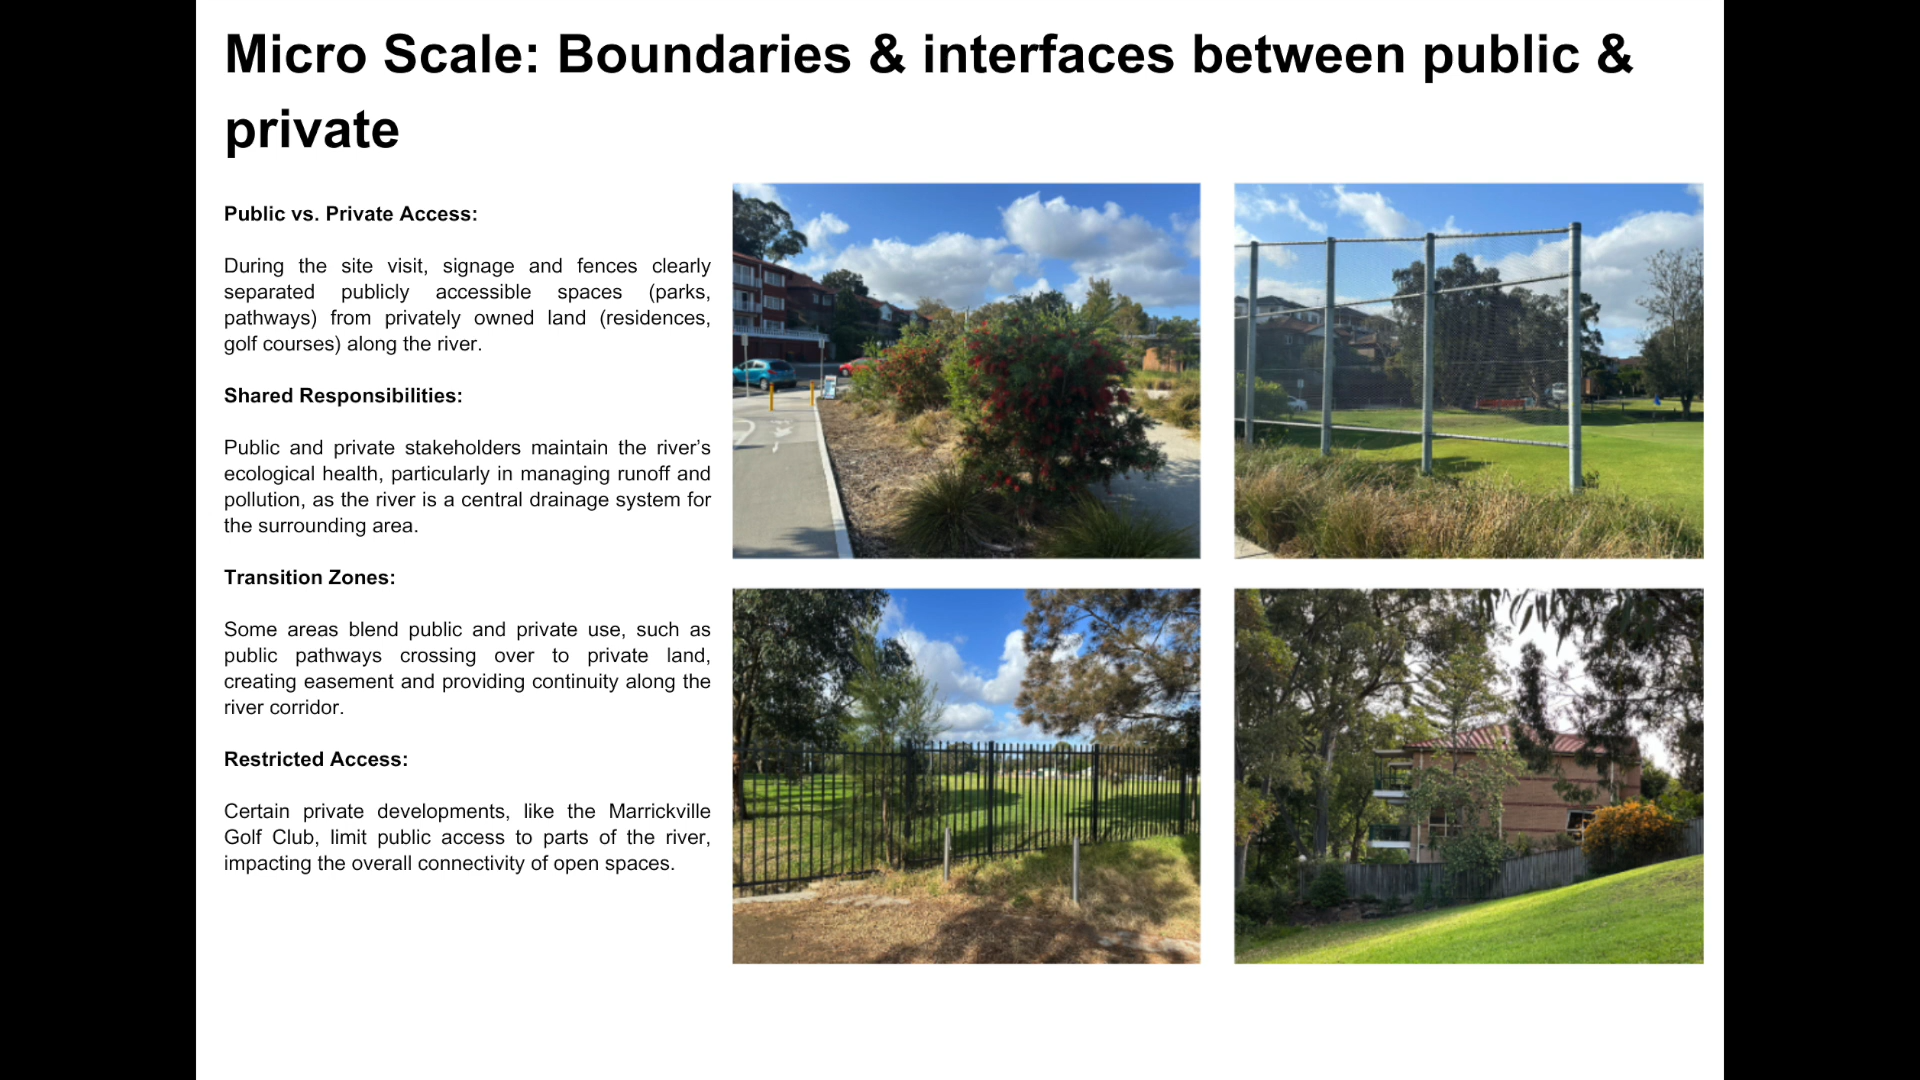 Micro Scale: Boundaries & interfaces between public &
private
Public vs. Private Access:
During the site visit, signage and fences clearly
separated publicly accessible spaces (parks,
pathways) from privately owned land (residences,
golf courses) along the river.
Shared Responsibilities:
Public and private stakeholders maintain the river’s
ecological health, particularly in managing runoff and
pollution, as the river is a central drainage system for
the surrounding area.
Transition Zones:
Some areas blend public and private use, such as
public pathways crossing over to private land,
creating easement and providing continuity along the
river corridor.
Restricted Access:
Certain private developments, like the Marrickville
Golf Club, limit public access to parts of the river,
impacting the overall connectivity of open spaces.